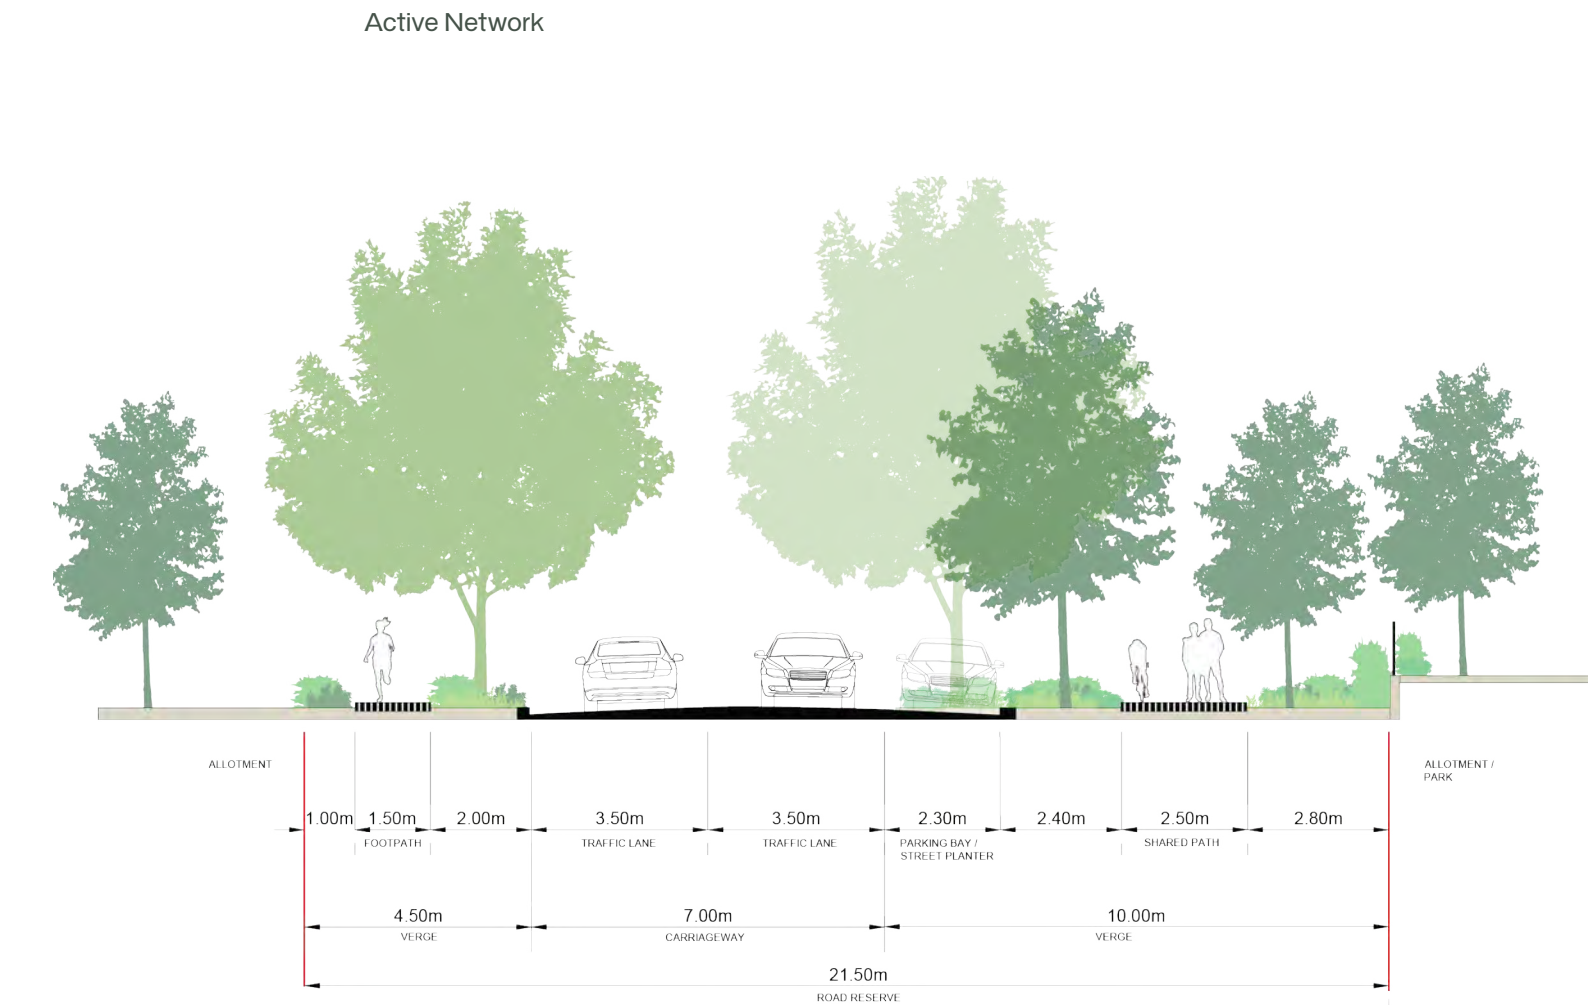 Active Network
ALLOTMENT
ALLOTMENT /
PARK
1.00m 1.50m 2.00m 3.50m 3.50m 2.30m 2.40m 2.50m 2.80m
FOOTPATH TRAFFIC LANE TRAFFIC LANE PARKING BAY / SHARED PATH
STREET PLANTER
4.50m 7.00m 10.00m
VERGE CARRIAGEWAY VERGE
21.50m
ROAD RESERVE